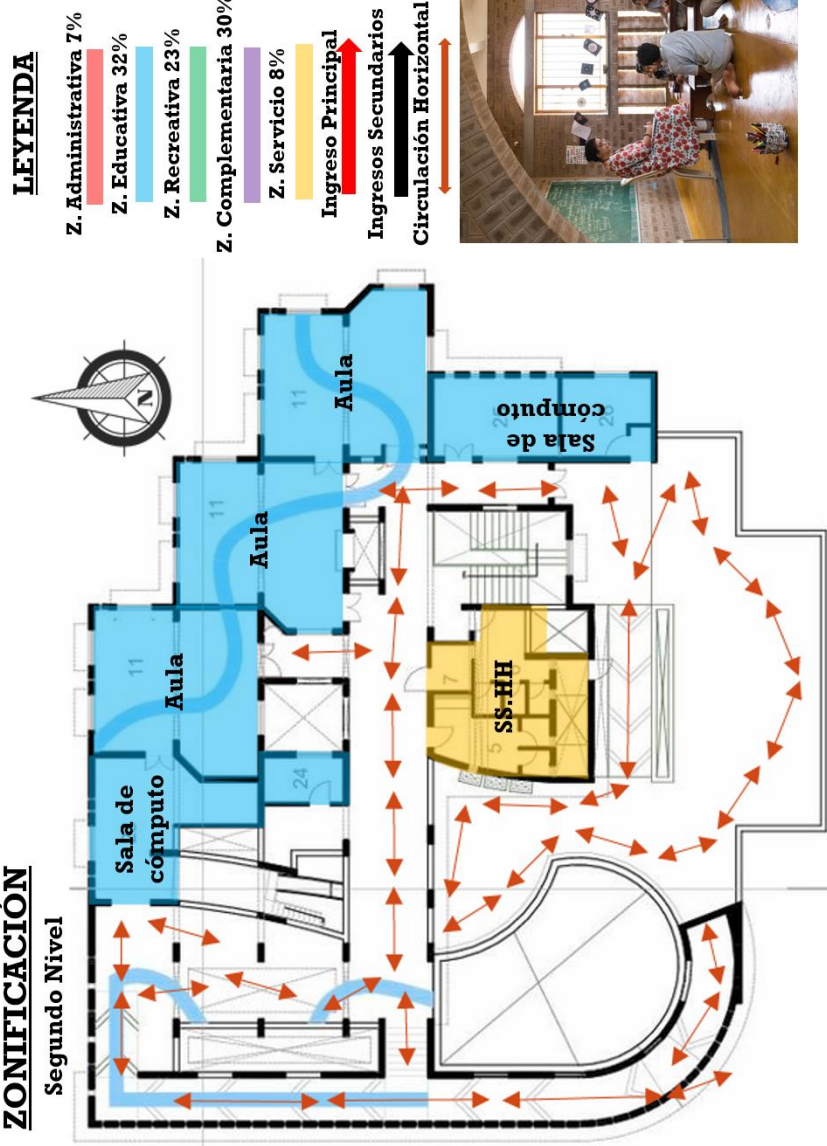 ZONIFICACIÓN
Segundo Nivel
LEYENDA
Z. Administrativa 7%
Z. Educativa 32%
Z. Recreativa 23%
Z. Complementaria 30%
Z. Servicio 8%
Ingreso Principal
Ingresos Secundarios
Circulación Horizontal
N
Sala de
cómputo
11
Aula
11
Aula
11
Aula
24
Sala de
cómputo
26
7
5
SS.HH